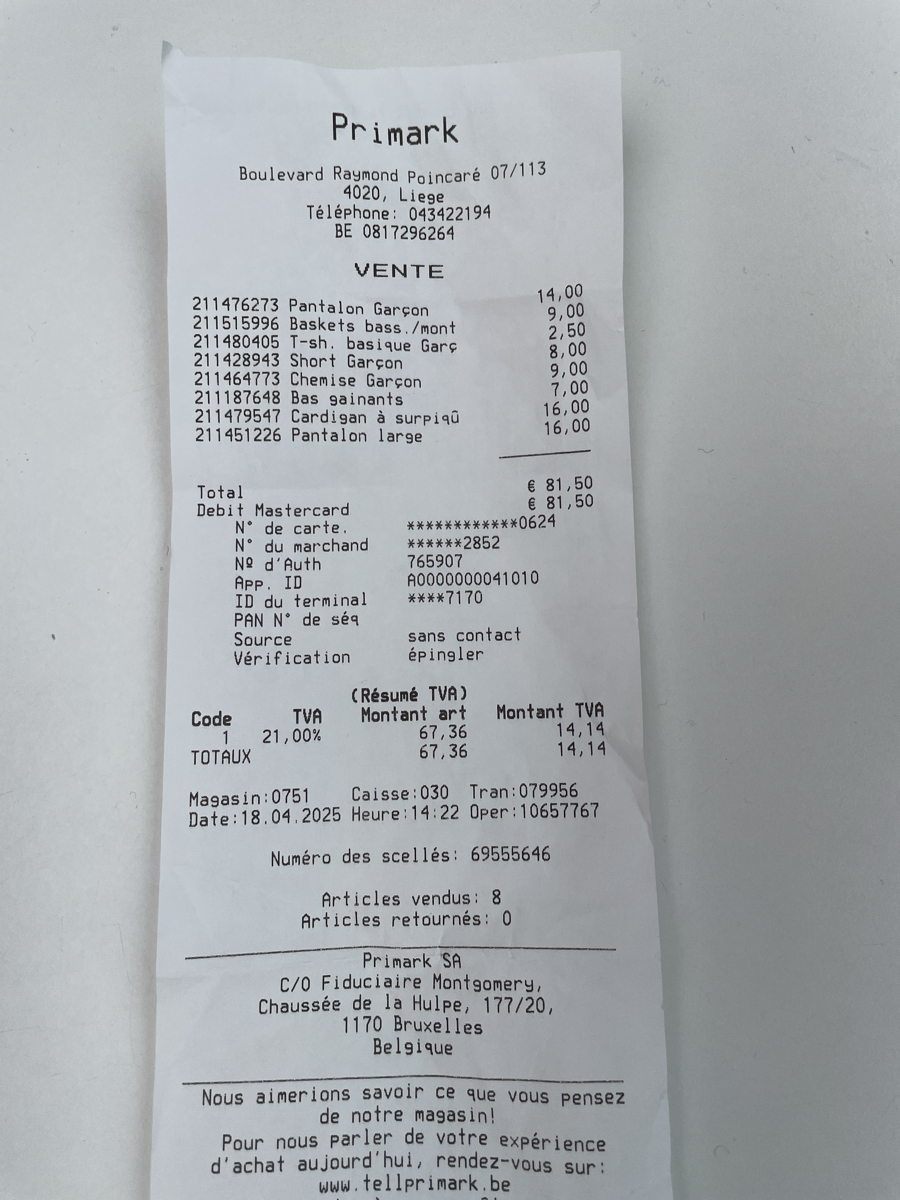 Primark
Boulevard Raymond Poincaré 07/113
4020, Liege
Téléphone: 043422194
BE 0817296264
VENTE
211476273 Pantalon Garçon 14,00
211515996 Baskets bass./mont 9,00
211480405 T-sh. basique Garç 2,50
211428943 Short Garçon 8,00
211464773 Chemise Garçon 9,00
211187648 Bas gainants 7,00
211479547 Cardigan à surpiqû 16,00
211451226 Pantalon large 16,00
Total € 81,50
Debit Mastercard € 81,50
N° de carte. ************0624
N° du marchand ******2852
Nº d'Auth 765907
App. ID A0000000041010
ID du terminal ****7170
PAN N° de séq
Source sans contact
Vérification épingler
(Résumé TVA)
Code TVA Montant art Montant TVA
1 21,00% 67,36 14,14
TOTAUX 67,36 14,14
Magasin:0751 Caisse:030 Tran:079956
Date:18.04.2025 Heure:14:22 Oper:10657767
Numéro des scellés: 69555646
Articles vendus: 8
Articles retournés: 0
Primark SA
C/O Fiduciaire Montgomery,
Chaussée de la Hulpe, 177/20,
1170 Bruxelles
Belgique
Nous aimerions savoir ce que vous pensez
de notre magasin!
Pour nous parler de votre expérience
d'achat aujourd'hui, rendez-vous sur:
www.tellprimark.be